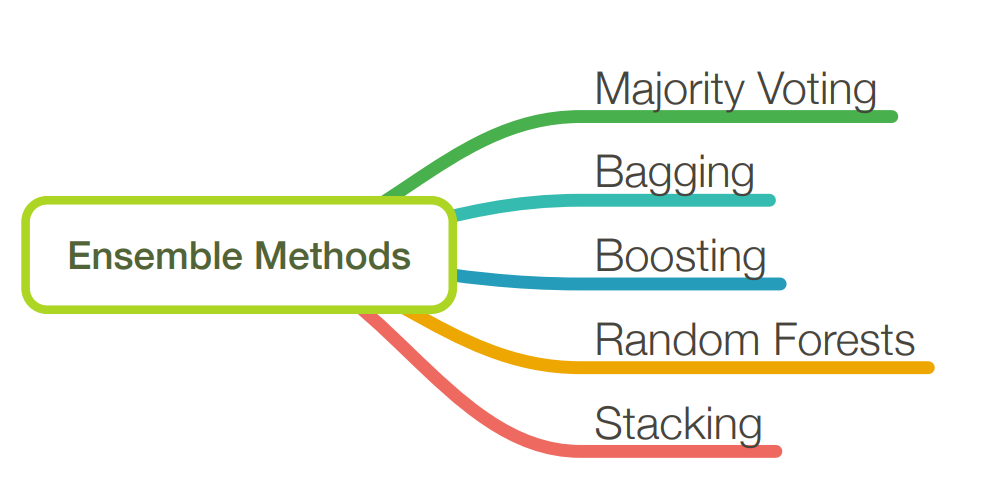 Majority Voting
Bagging
Ensemble Methods
Boosting
Random Forests
Stacking